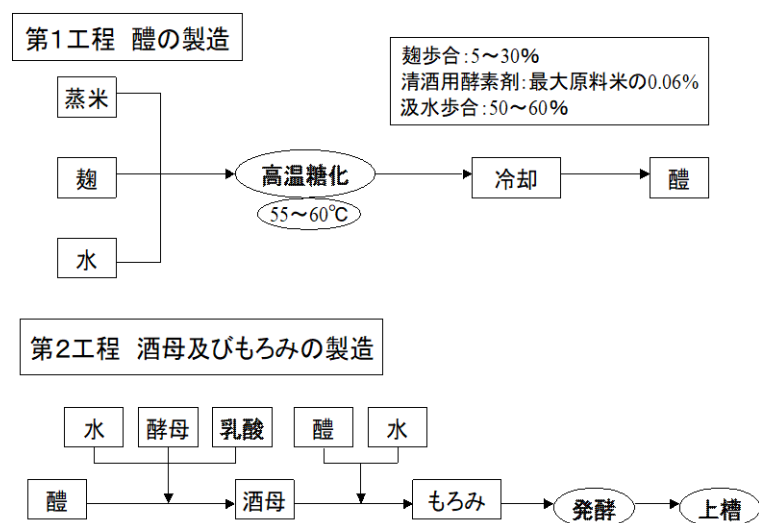 第1工程 醴の製造
麹歩合：5～30%
清酒用酵素剤：最大原料米の0.06%
汲水歩合：50～60%
蒸米
麹
水
高温糖化
55～60℃
冷却
醴
第2工程 酒母及びもろみの製造
水
酵母
乳酸
醴
水
醴
酒母
もろみ
発酵
上槽